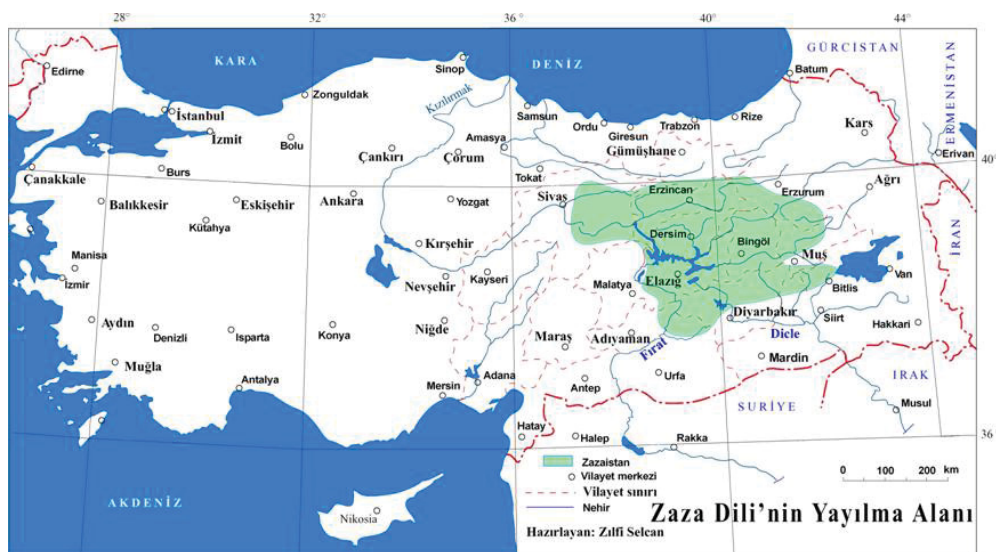 28° 32° 36° 40° 44°
GÜRCISTAN
ERMENİSTAN
KARA
DENİZ
Edirne
Sinop
Batum
Zonguldak
Kızılırmak
İstanbul
Samsun
Ordu
Giresun
Trabzon
Rize
Kars
İzmit
Bolu
Amasya
Çankırı
Çorum
Gümüşhane
Erivan
40°
Çanakkale
Burs
Tokat
Balıkkesir
Eskişehir
Ankara
Yozgat
Sivaş
Erzincan
Erzurum
Ağrı
İRAN
Kütahya
Dersim
Bingöl
Kırşehir
Muş
Manisa
İzmir
Nevşehir
Kayseri
Elazığ
Van
Malatya
Bitlis
Aydın
Denizli
Isparta
Konya
Niğde
Diyarbakır
Siirt
Hakkari
Maraş
Adıyaman
Fırat
Dicle
Muğla
Mardin
Antalya
Mersin
Adana
Antep
Urfa
IRAK
SURİYE
Musul
Hatay
Halep
Rakka
36°
Zazaistan
Vilayet merkezi
Vilayet sınırı
Nehir
0 50 100 200 km
AKDENİZ
Nikosia
Zaza Dili’nin Yayılma Alanı
Hazırlayan: Zılfi Selcan